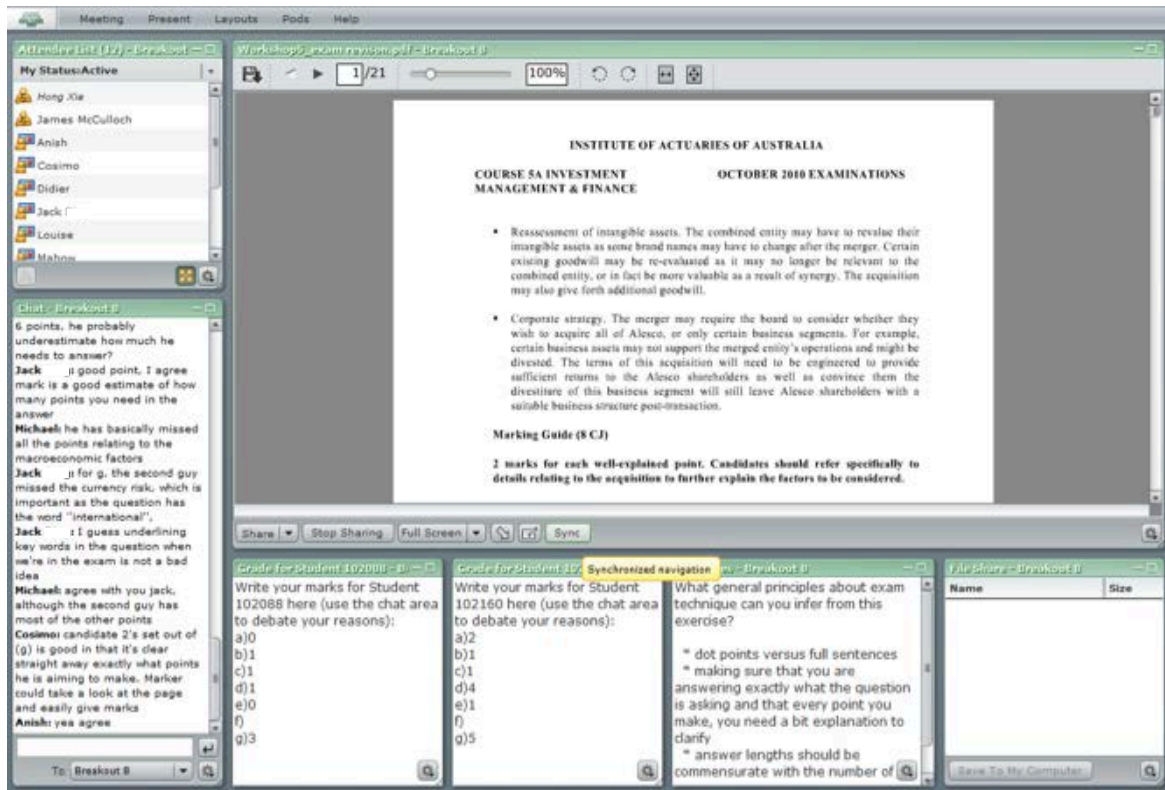 Meeting Present Layouts Pods Help
Attendee List (12) - Breakout
My Status:Active
Hong Xie
James McCulloch
Anish
Cosimo
Didier
Jack
Louise
Chat - Breakout B
6 points, he probably
underestimate how much he
needs to answer?
Jack : good point, I agree
mark is a good estimate of how
many points you need in the
answer
Michael: he has basically missed
all the points relating to the
macroeconomic factors
Jack : for g, the second guy
missed the currency risk, which is
important as the question has
the word "international",
Jack : I guess underlining
key words in the question when
we're in the exam is not a bad
idea
Michael: agree with you jack,
although the second guy has
most of the other points
Cosimo: candidate 2's set out of
(g) is good in that it's clear
straight away exactly what points
he is aiming to make. Marker
could take a look at the page
and easily give marks
Anish: yea agree
To: Breakout B
Workshop5_exam revison.pdf - Breakout B
1/21 100%
INSTITUTE OF ACTUARIES OF AUSTRALIA
COURSE 5A INVESTMENT OCTOBER 2010 EXAMINATIONS
MANAGEMENT & FINANCE
▪ Reassessment of intangible assets. The combined entity may have to revalue their
intangible assets as some brand names may have to change after the merger. Certain
existing goodwill may be re-evaluated as it may no longer be relevant to the
combined entity, or in fact be more valuable as a result of synergy. The acquisition
may also give forth additional goodwill.
▪ Corporate strategy. The merger may require the board to consider whether they
wish to acquire all of Alesco, or only certain business segments. For example,
certain business assets may not support the merged entity's operations and might be
divested. The terms of this acquisition will need to be engineered to provide
sufficient returns to the Alesco shareholders as well as convince them the
divestiture of this business segment will still leave Alesco shareholders with a
suitable business structure post-transaction.
Marking Guide (8 CJ)
2 marks for each well-explained point. Candidates should refer specifically to
details relating to the acquisition to further explain the factors to be considered.
Share Stop Sharing Full Screen Sync
Synchronized navigation
Grade for Student 102088 - B
Write your marks for Student
102088 here (use the chat area
to debate your reasons):
a)0
b)1
c)1
d)1
e)0
f)
g)3
Grade for Student
Write your marks for Student
102160 here (use the chat area
to debate your reasons):
a)2
b)1
c)1
d)4
e)1
f)
g)5
- Breakout B
What general principles about exam
technique can you infer from this
exercise?
* dot points versus full sentences
* making sure that you are
answering exactly what the question
is asking and that every point you
make, you need a bit explanation to
clarify
* answer lengths should be
commensurate with the number of
File Share - Breakout B
Name Size
Save To My Computer